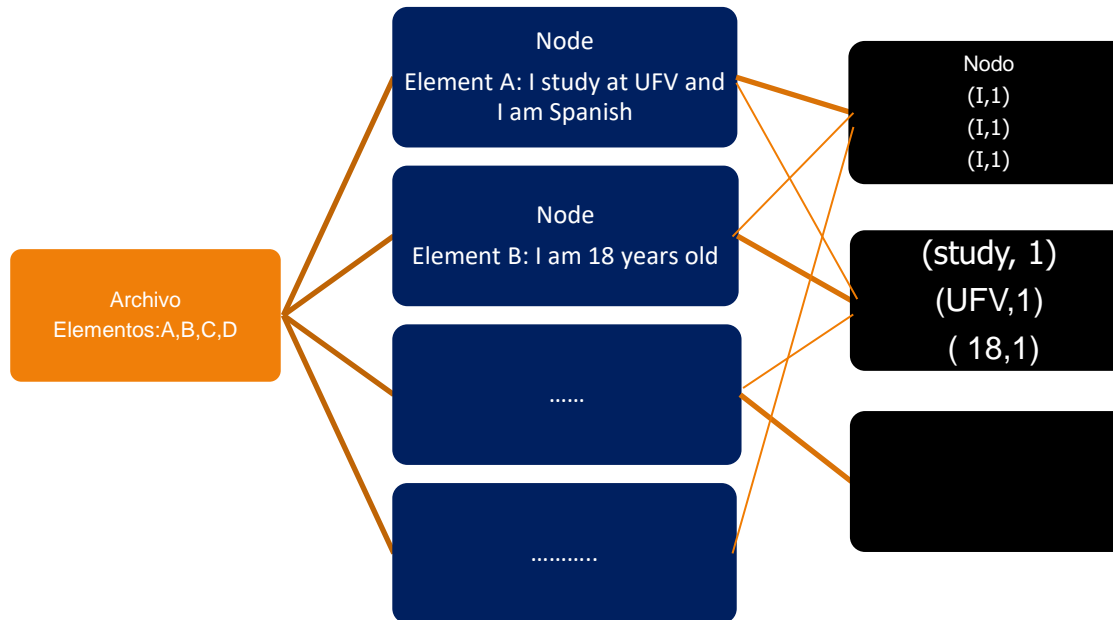 Archivo
Elementos:A,B,C,D
Node
Element A: I study at UFV and
I am Spanish
Node
Element B: I am 18 years old
......
...........
Nodo
(I,1)
(I,1)
(I,1)
(study, 1)
(UFV,1)
( 18,1)